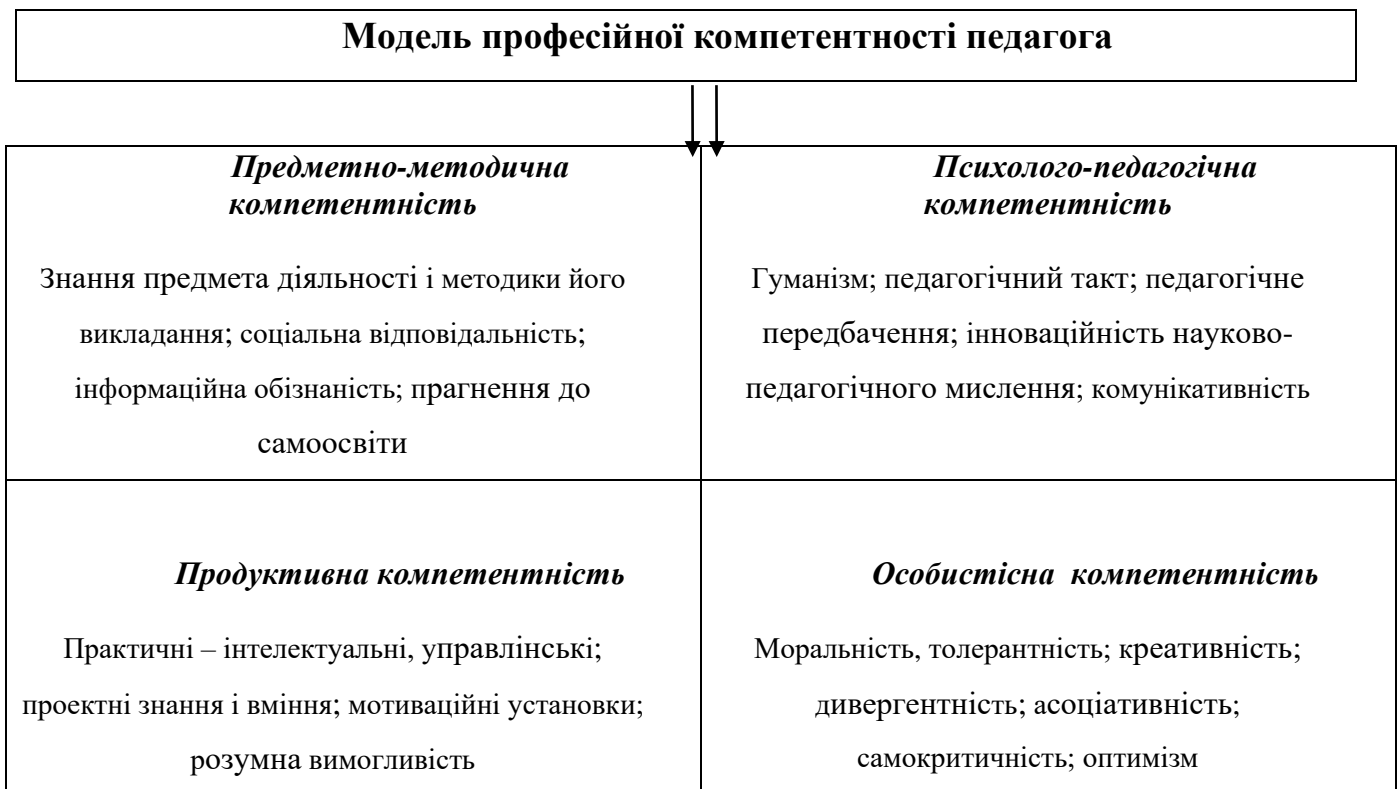 Модель професійної компетентності педагога
Предметно-методична
компетентність
Знання предмета діяльності і методики його
викладання; соціальна відповідальність;
інформаційна обізнаність; прагнення до
самоосвіти
Психолого-педагогічна
компетентність
Гуманізм; педагогічний такт; педагогічне
передбачення; інноваційність науково-
педагогічного мислення; комунікативність
Продуктивна компетентність
Практичні – інтелектуальні, управлінські;
проектні знання і вміння; мотиваційні установки;
розумна вимогливість
Особистісна компетентність
Моральність, толерантність; креативність;
дивергентність; асоціативність;
самокритичність; оптимізм